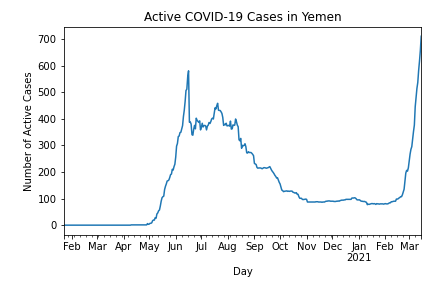 Active COVID-19 Cases in Yemen
Number of Active Cases
700
600
500
400
300
200
100
0
Feb Mar Apr May Jun Jul Aug Sep Oct Nov Dec Jan Feb Mar
2021
Day